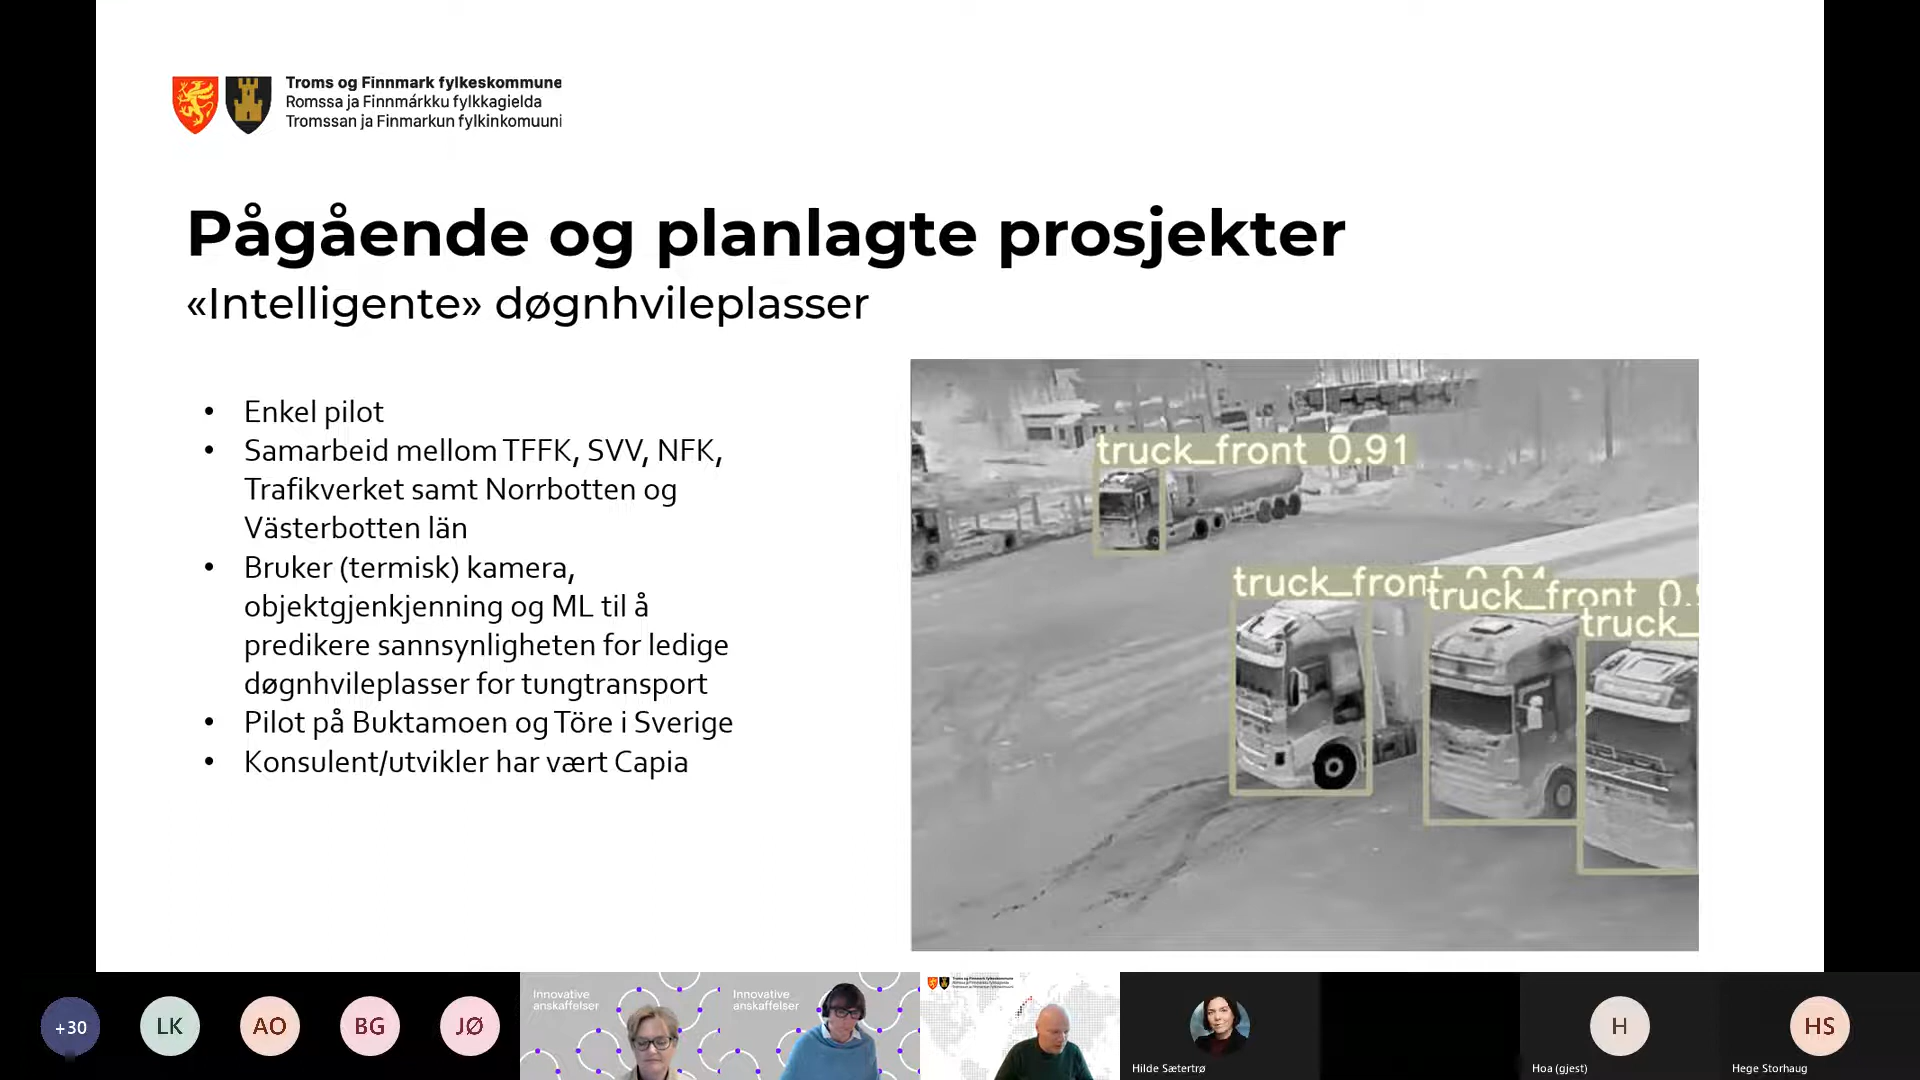 Troms og Finnmark fylkeskommune
Romssa ja Finnmárkku fylkkagielda
Tromssan ja Finmarkun fylkinkomuuni
Pågående og planlagte prosjekter
«Intelligente» døgnhvileplasser
• Enkel pilot
• Samarbeid mellom TFFK, SVV, NFK,
Trafikverket samt Norrbotten og
Västerbotten län
• Bruker (termisk) kamera,
objektgjenkjenning og ML til å
predikere sannsynligheten for ledige
døgnhvileplasser for tungtransport
• Pilot på Buktamoen og Töre i Sverige
• Konsulent/utvikler har vært Capia
truck_front 0.91
truck_front
truck_front
truck_
+30
LK
AO
BG
JØ
Innovative
anskaffelser
Innovative
anskaffelser
Hilde Sætertrø
H
Hoa (gjest)
HS
Hege Storhaug